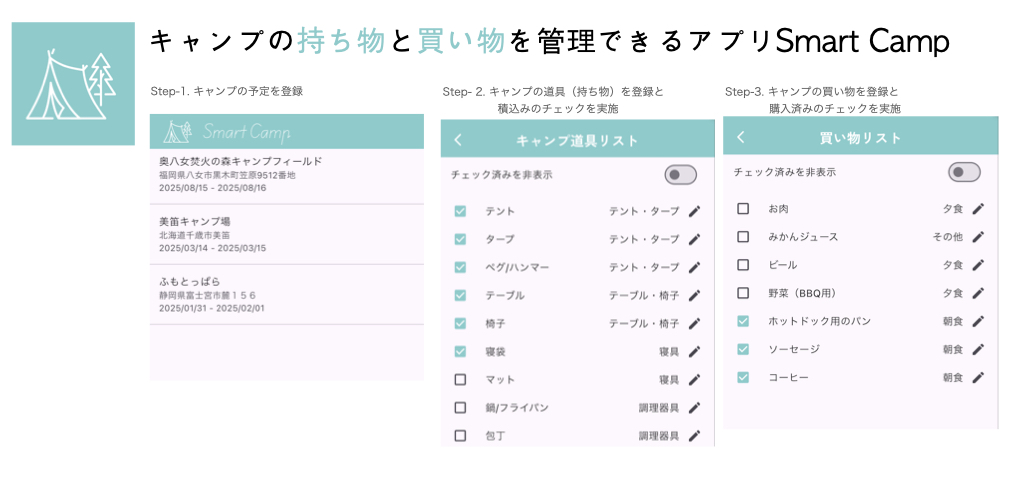 キャンプの持ち物と買い物を管理できるアプリSmart Camp
Step-1. キャンプの予定を登録
Smart Camp
奥八女焚火の森キャンプフィールド
福岡県八女市黒木町笠原9512番地
2025/08/15 - 2025/08/16
美笛キャンプ場
北海道千歳市美笛
2025/03/14 - 2025/03/15
ふもとっぱら
静岡県富士宮市麓１５６
2025/01/31 - 2025/02/01
Step- 2. キャンプの道具（持ち物）を登録と
積込みのチェックを実施
キャンプ道具リスト
チェック済みを非表示
テント テント・タープ
タープ テント・タープ
ペグ/ハンマー テント・タープ
テーブル テーブル・椅子
椅子 テーブル・椅子
寝袋 寝具
マット 寝具
鍋/フライパン 調理器具
包丁 調理器具
Step-3. キャンプの買い物を登録と
購入済みのチェックを実施
買い物リスト
チェック済みを非表示
お肉 夕食
みかんジュース その他
ビール 夕食
野菜（BBQ用） 夕食
ホットドック用のパン 朝食
ソーセージ 朝食
コーヒー 朝食